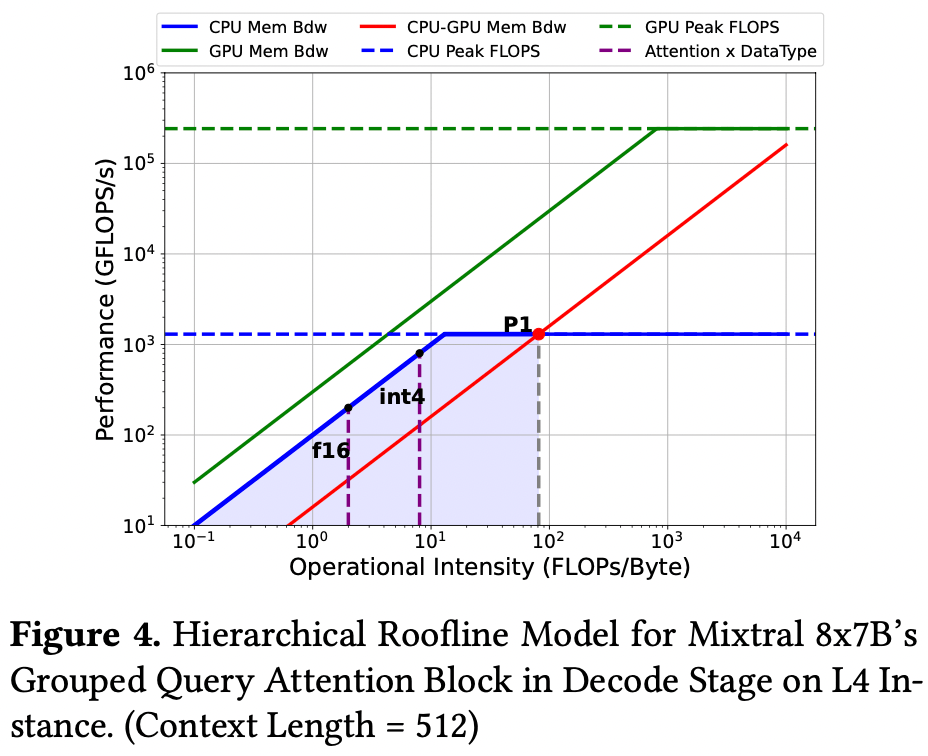 CPU Mem Bdw CPU-GPU Mem Bdw GPU Peak FLOPS
GPU Mem Bdw CPU Peak FLOPS Attention x DataType
10^6
10^5
10^4
10^3
10^2
10^1
Performance (GFLOPS/s)
P1
int4
f16
10^-1 10^0 10^1 10^2 10^3 10^4
Operational Intensity (FLOPs/Byte)
Figure 4. Hierarchical Roofline Model for Mixtral 8x7B’s
Grouped Query Attention Block in Decode Stage on L4 In-
stance. (Context Length = 512)